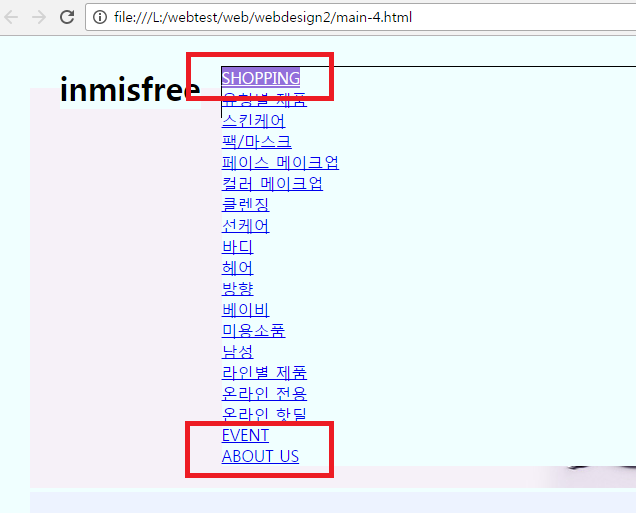 file:///L:/webtest/web/webdesign2/main-4.html
inmisfree
SHOPPING
유형별 제품
스킨케어
팩/마스크
페이스 메이크업
컬러 메이크업
클렌징
선케어
바디
헤어
방향
베이비
미용소품
남성
라인별 제품
온라인 전용
온라인 핫딜
EVENT
ABOUT US